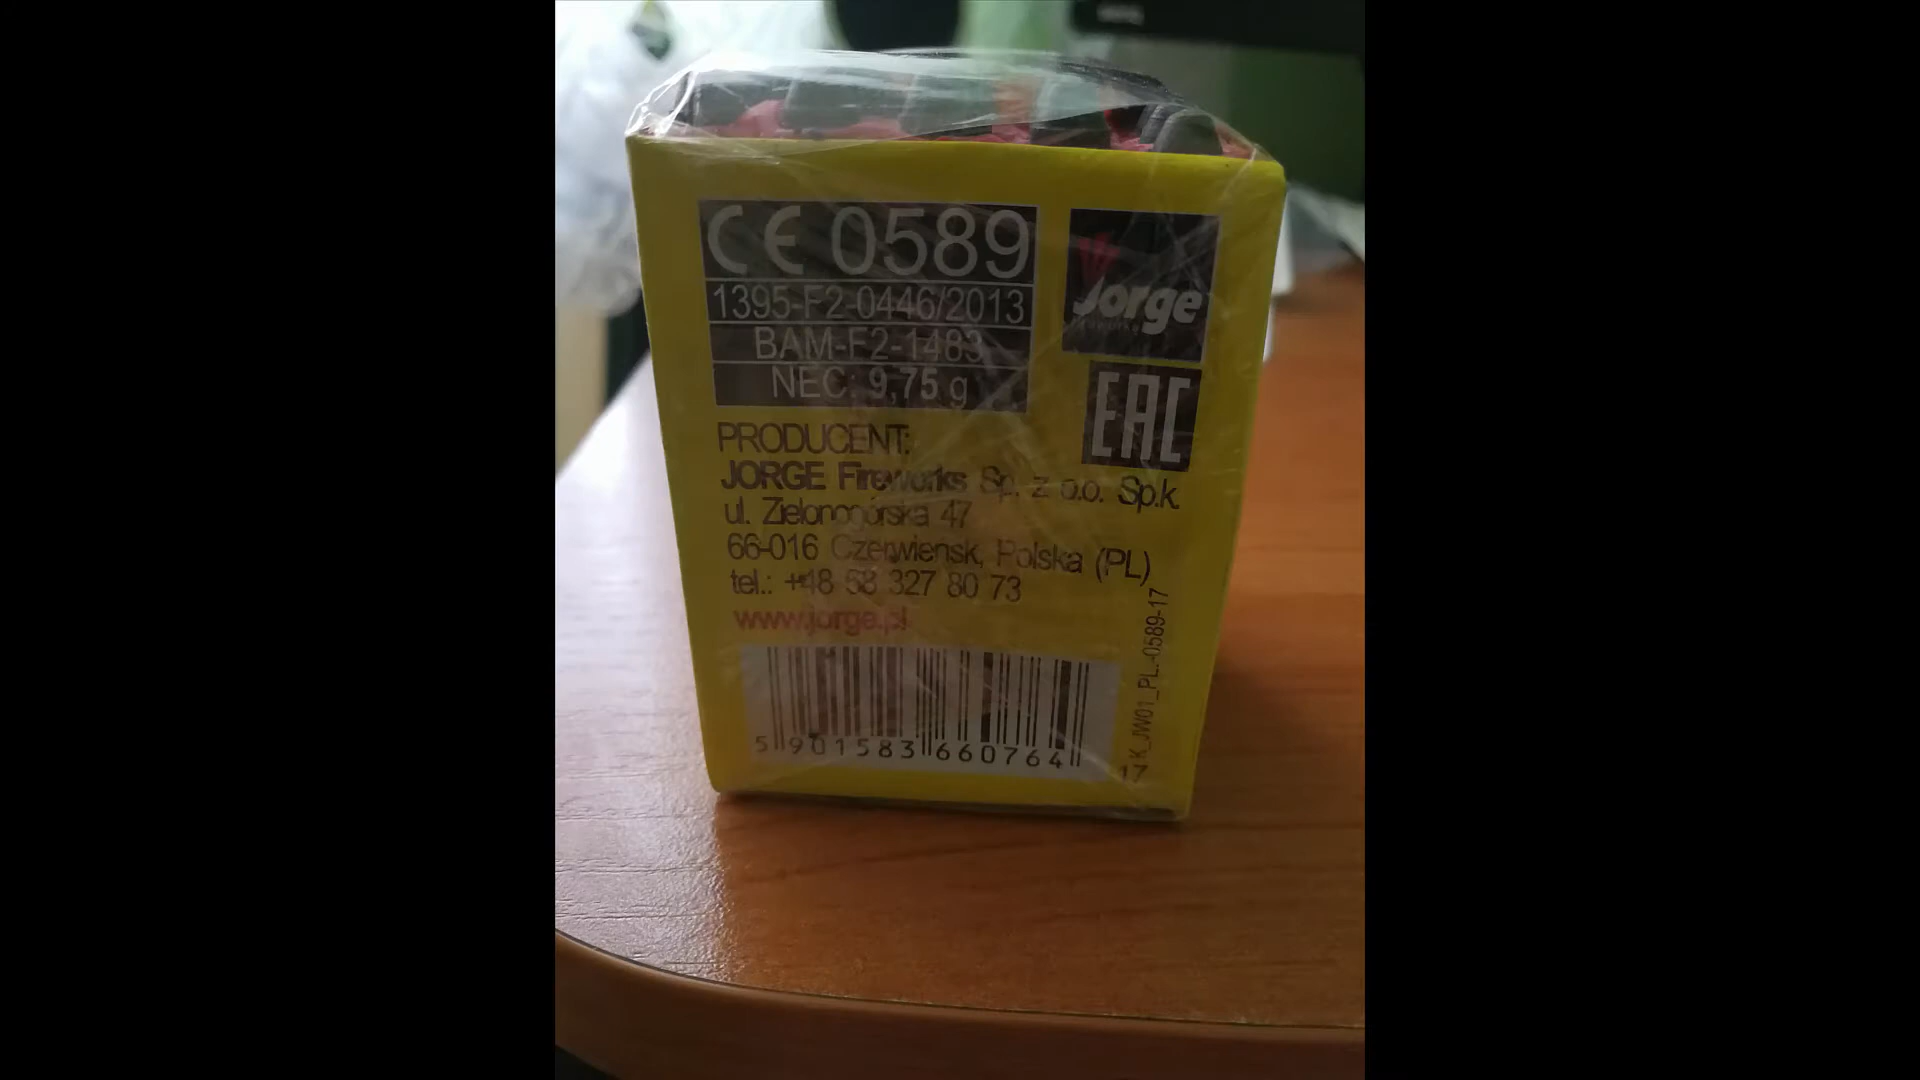 CE 0589
1395-F2-0446/2013
BAM-F2-1483
NEC: 9,75 g
Jorge
EAC
PRODUCENT:
JORGE Fireworks Sp. z o.o. Sp.k.
ul. Zielonogórska 47
66-016 Czerwieńsk, Polska (PL)
tel.: +48 68 327 80 73
www.jorge.pl
5 901583 660764
K_JW01_PL.-0589-17
17